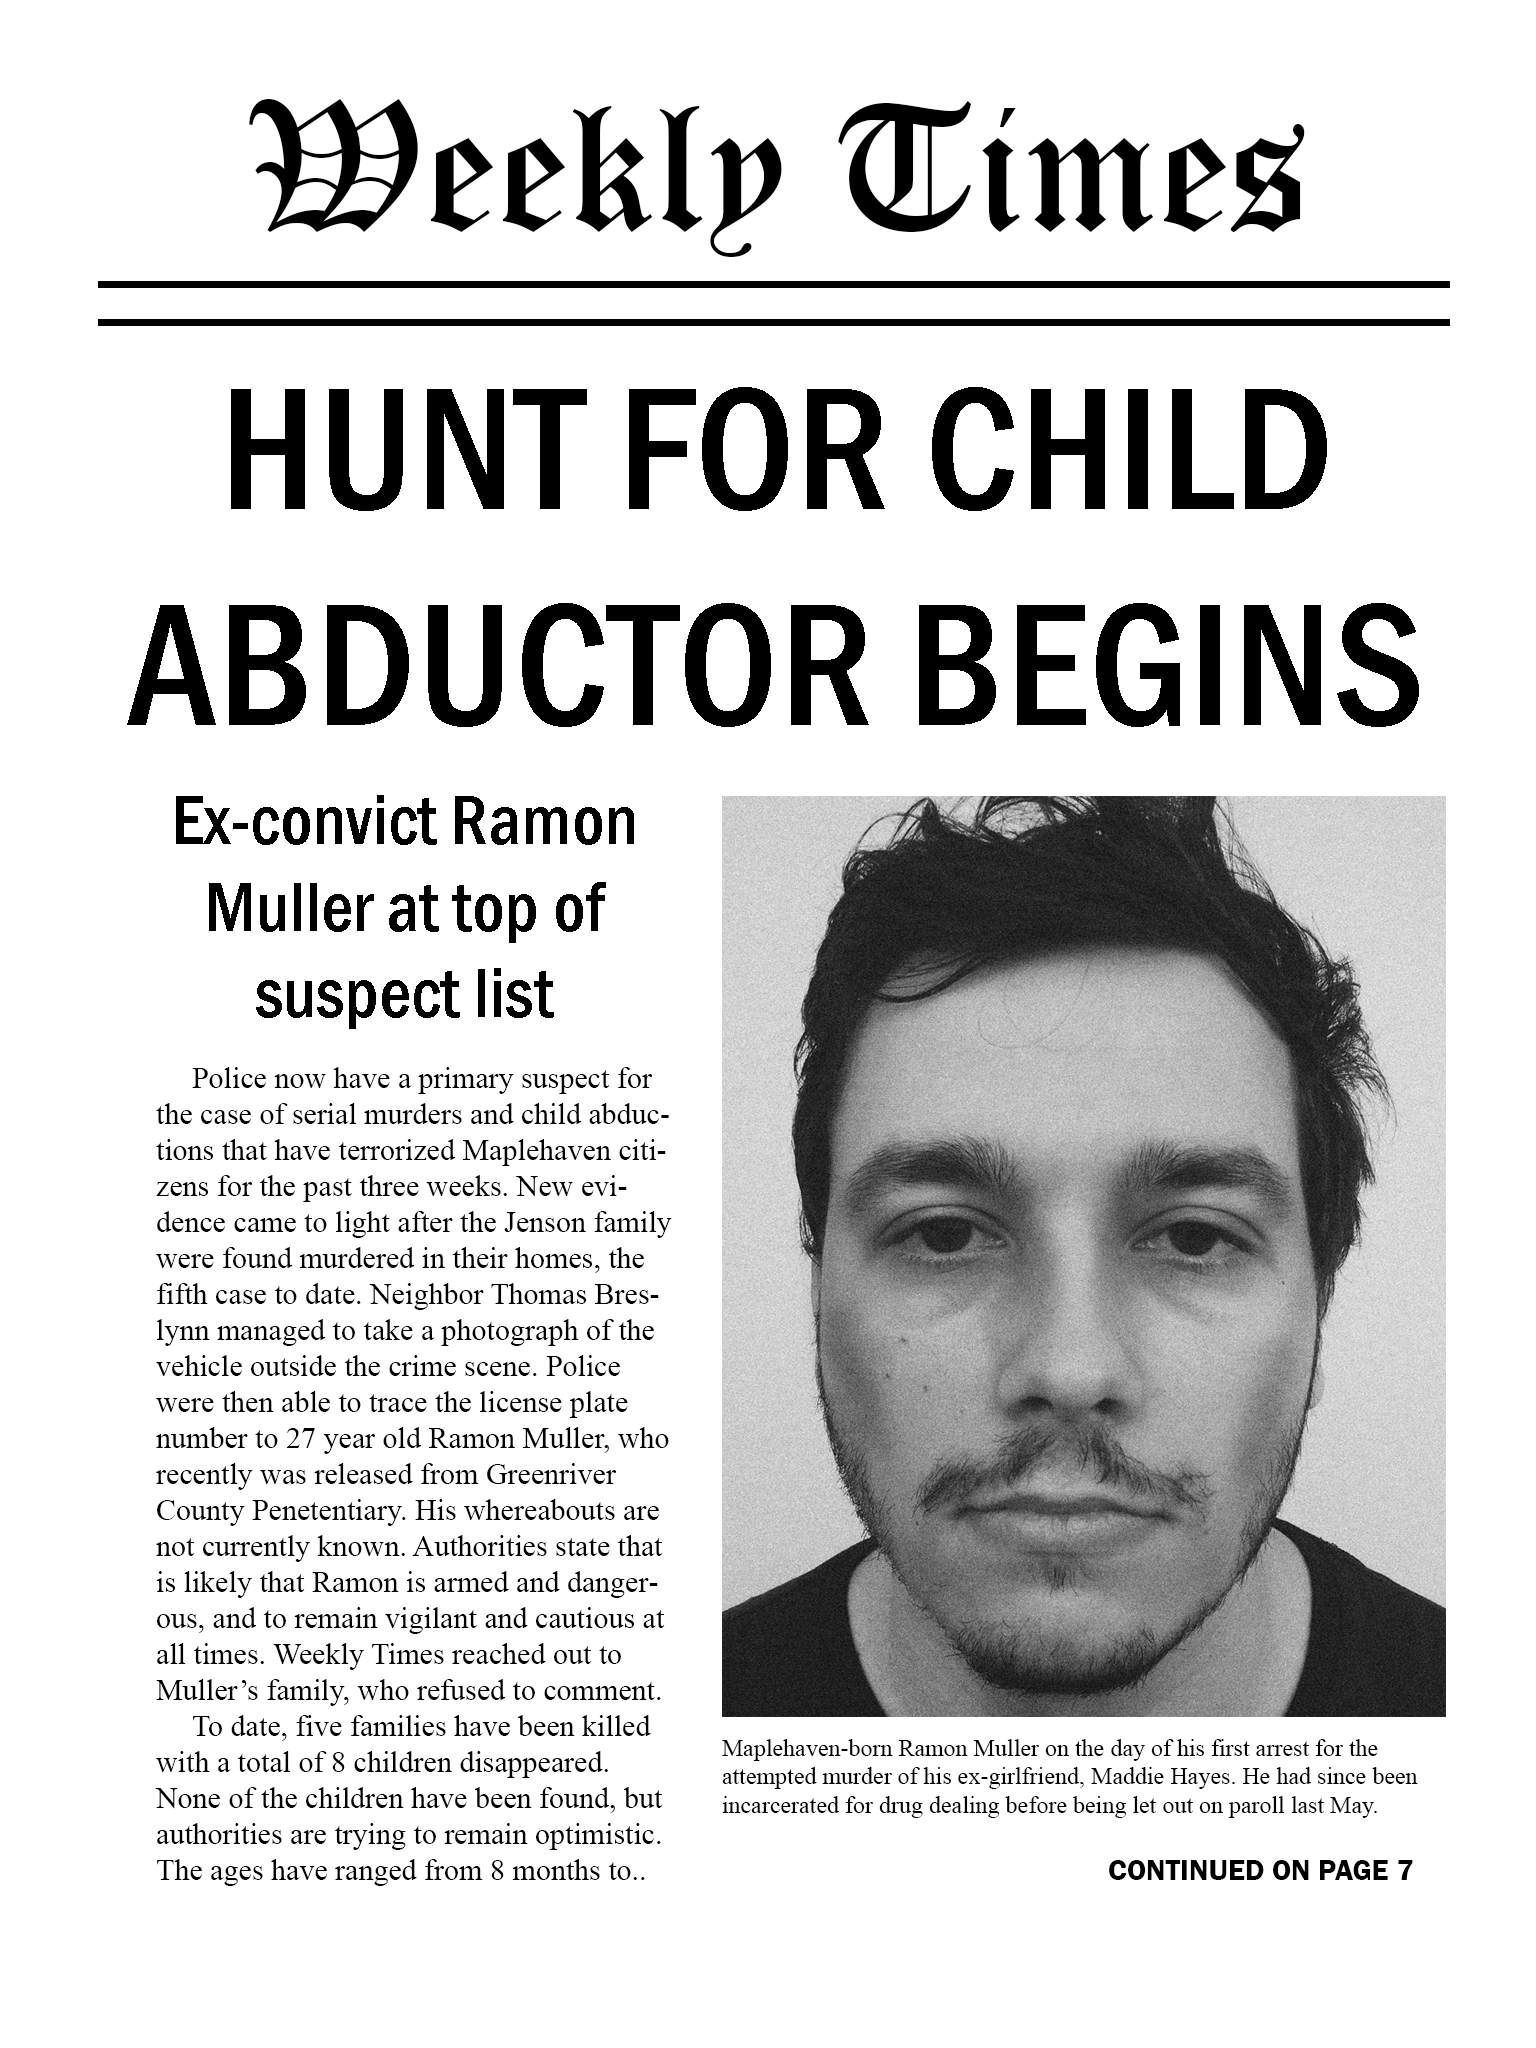 Weekly Times
HUNT FOR CHILD
ABDUCTOR BEGINS
Ex-convict Ramon
Muller at top of
suspect list
Police now have a primary suspect for
the case of serial murders and child abduc-
tions that have terrorized Maplehaven citi-
zens for the past three weeks. New evi-
dence came to light after the Jenson family
were found murdered in their homes, the
fifth case to date. Neighbor Thomas Bres-
lynn managed to take a photograph of the
vehicle outside the crime scene. Police
were then able to trace the license plate
number to 27 year old Ramon Muller, who
recently was released from Greenriver
County Penetentiary. His whereabouts are
not currently known. Authorities state that
is likely that Ramon is armed and danger-
ous, and to remain vigilant and cautious at
all times. Weekly Times reached out to
Muller’s family, who refused to comment.
To date, five families have been killed
with a total of 8 children disappeared.
None of the children have been found, but
authorities are trying to remain optimistic.
The ages have ranged from 8 months to..
Maplehaven-born Ramon Muller on the day of his first arrest for the
attempted murder of his ex-girlfriend, Maddie Hayes. He had since been
incarcerated for drug dealing before being let out on paroll last May.
CONTINUED ON PAGE 7